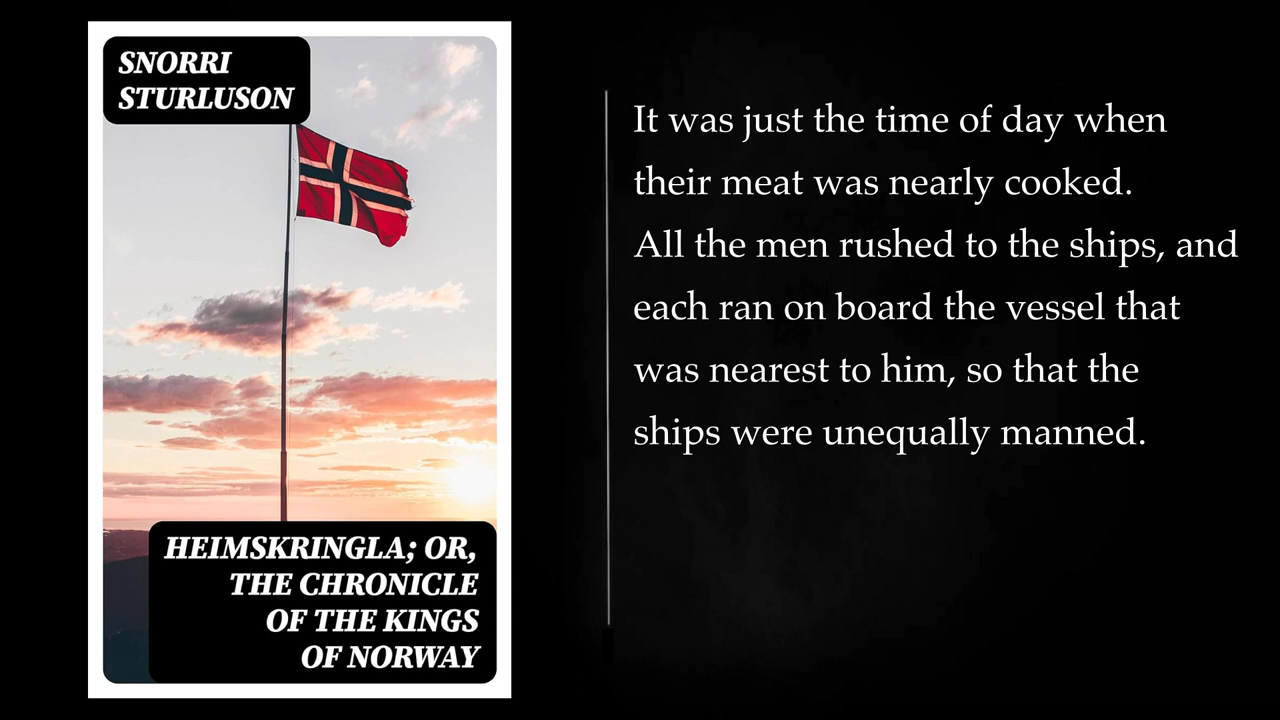 SNORRI
STURLUSON
HEIMSKRINGLA; OR,
THE CHRONICLE
OF THE KINGS
OF NORWAY
It was just the time of day when
their meat was nearly cooked.
All the men rushed to the ships, and
each ran on board the vessel that
was nearest to him, so that the
ships were unequally manned.